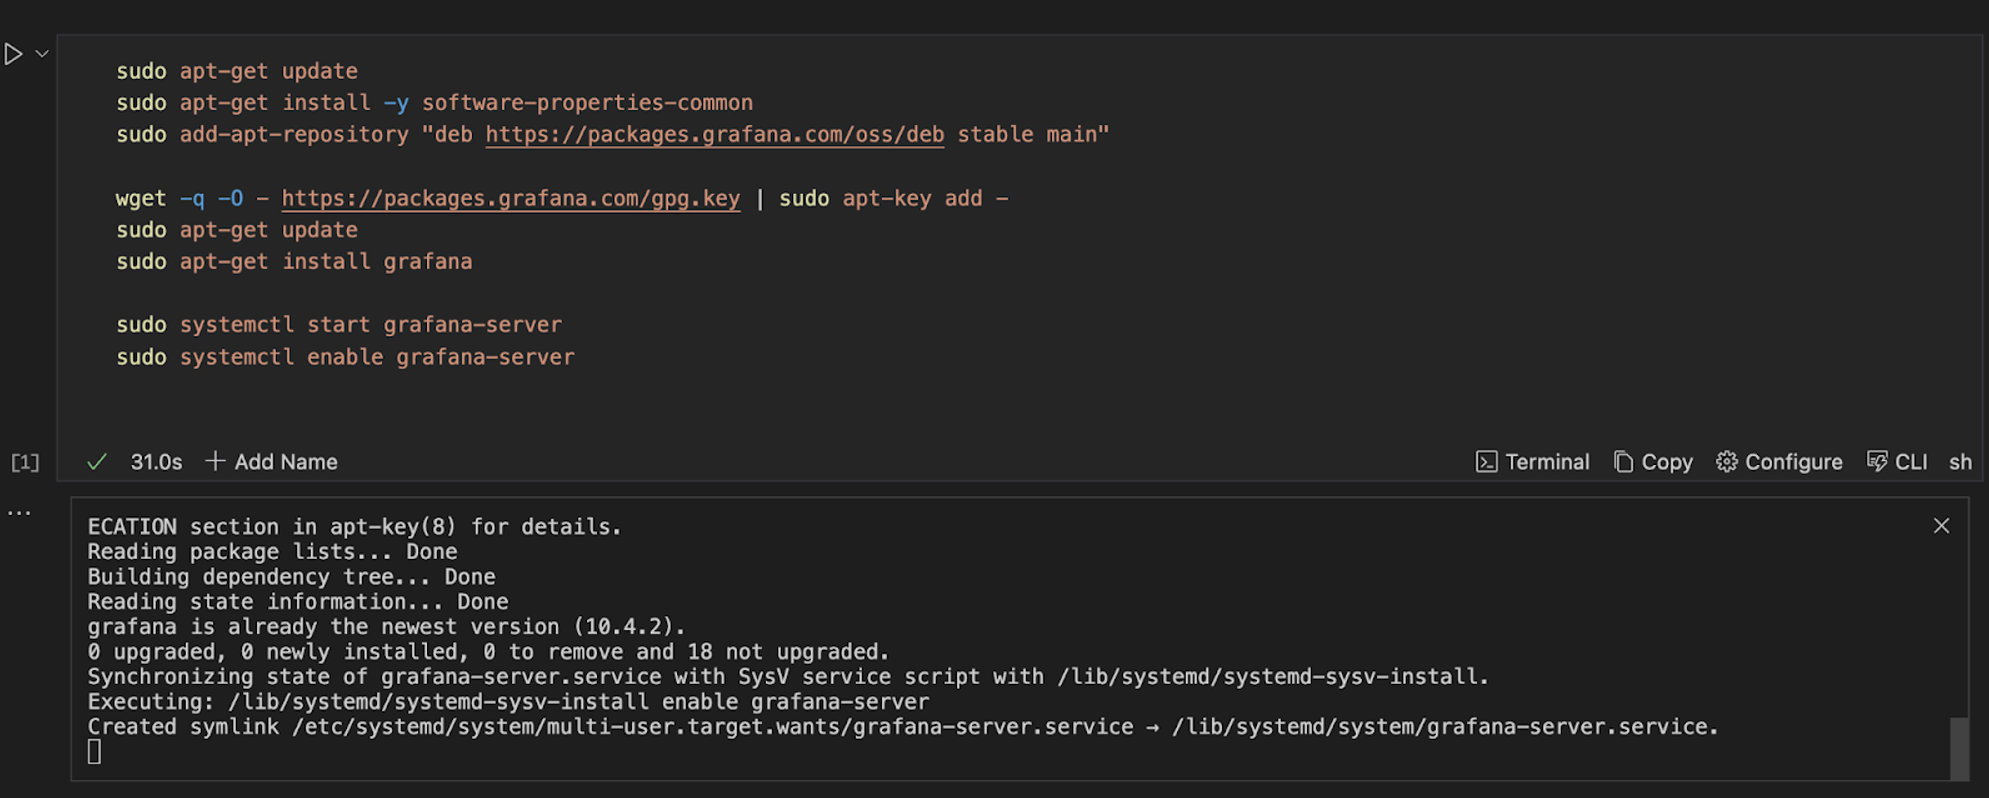 sudo apt-get update
sudo apt-get install -y software-properties-common
sudo add-apt-repository "deb https://packages.grafana.com/oss/deb stable main"
wget -q -O - https://packages.grafana.com/gpg.key | sudo apt-key add -
sudo apt-get update
sudo apt-get install grafana
sudo systemctl start grafana-server
sudo systemctl enable grafana-server
[1] 31.0s Add Name Terminal Copy Configure CLI sh
ECATION section in apt-key(8) for details.
Reading package lists... Done
Building dependency tree... Done
Reading state information... Done
grafana is already the newest version (10.4.2).
0 upgraded, 0 newly installed, 0 to remove and 18 not upgraded.
Synchronizing state of grafana-server.service with SysV service script with /lib/systemd/systemd-sysv-install.
Executing: /lib/systemd/systemd-sysv-install enable grafana-server
Created symlink /etc/systemd/system/multi-user.target.wants/grafana-server.service → /lib/systemd/system/grafana-server.service.